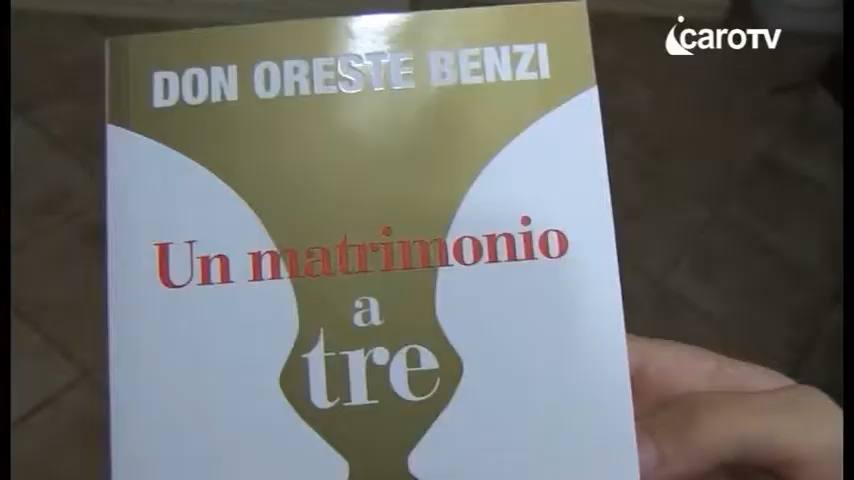 icaroTV
DON ORESTE BENZI
Un matrimonio
a
tre